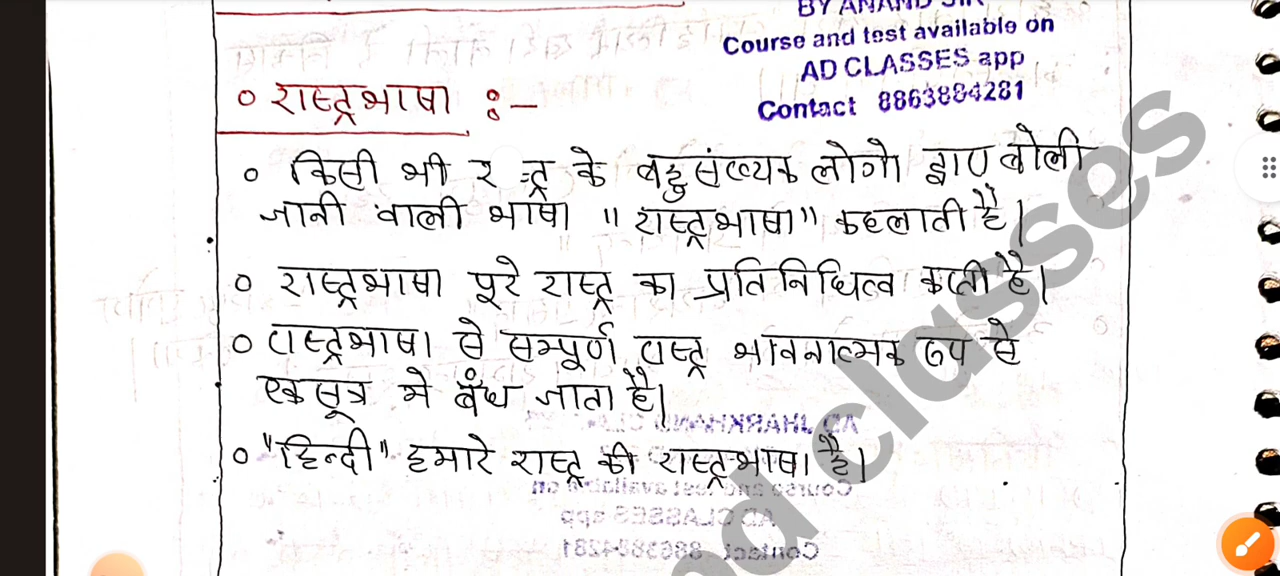 BY ANAND SIR
Course and test available on
AD CLASSES app
Contact 8863884281
० राष्ट्रभाषा :-
० किसी भी के बहुसंख्यक लोगो द्वारा बोली
जानी वाली भाषा "राष्ट्रभाषा" कहलाती है।
० राष्ट्रभाषा पूरे राष्ट्र का प्रतिनिधित्व करती है।
० राष्ट्रभाषा से सम्पूर्ण राष्ट्र भावनात्मक रूप से
एकसूत्र मे बँध जाता है।
० "हिन्दी" हमारे राष्ट्र की राष्ट्रभाषा है।
classes